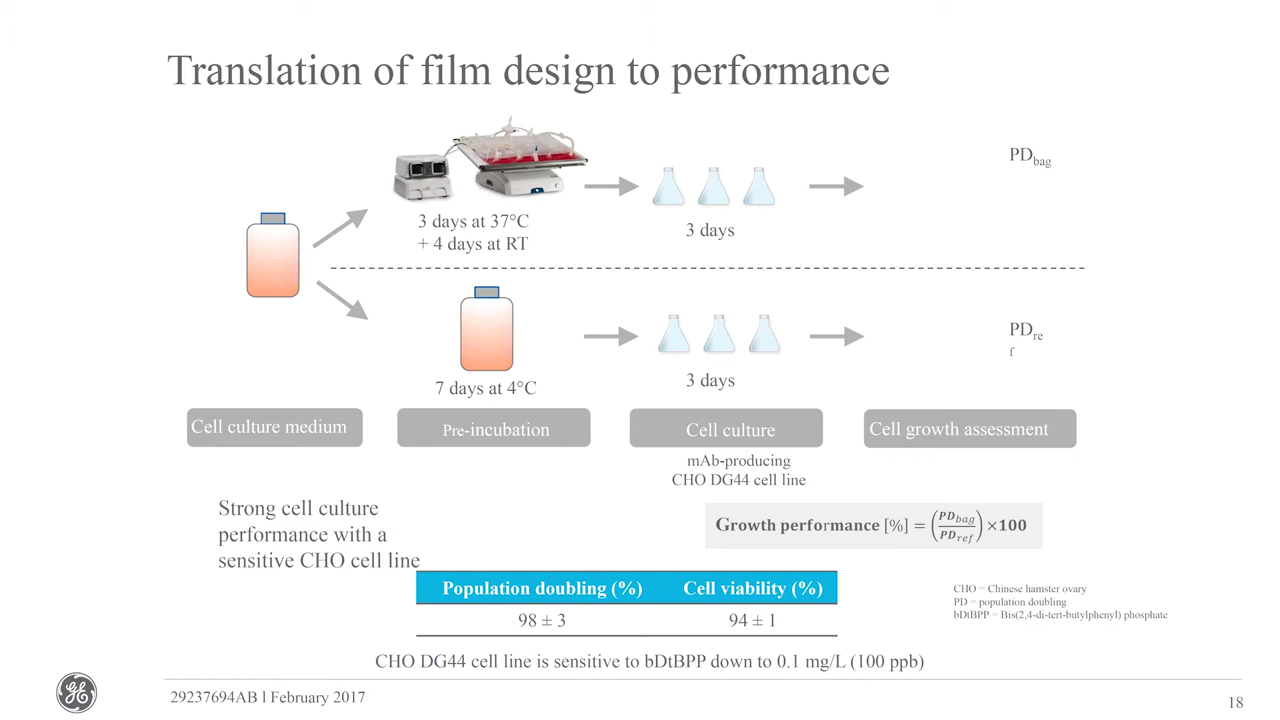 Translation of film design to performance
PDbag
3 days at 37°C
+ 4 days at RT
3 days
PDre
f
7 days at 4°C
3 days
Cell culture medium
Pre-incubation
Cell culture
Cell growth assessment
mAb-producing
CHO DG44 cell line
Strong cell culture
performance with a
sensitive CHO cell line
Growth performance [%] = (PDbag/PDref) ×100
Population doubling (%) Cell viability (%)
98 ± 3 94 ± 1
CHO = Chinese hamster ovary
PD = population doubling
bDtBPP = Bis(2,4-di-tert-butylphenyl) phosphate
CHO DG44 cell line is sensitive to bDtBPP down to 0.1 mg/L (100 ppb)
29237694AB l February 2017
18